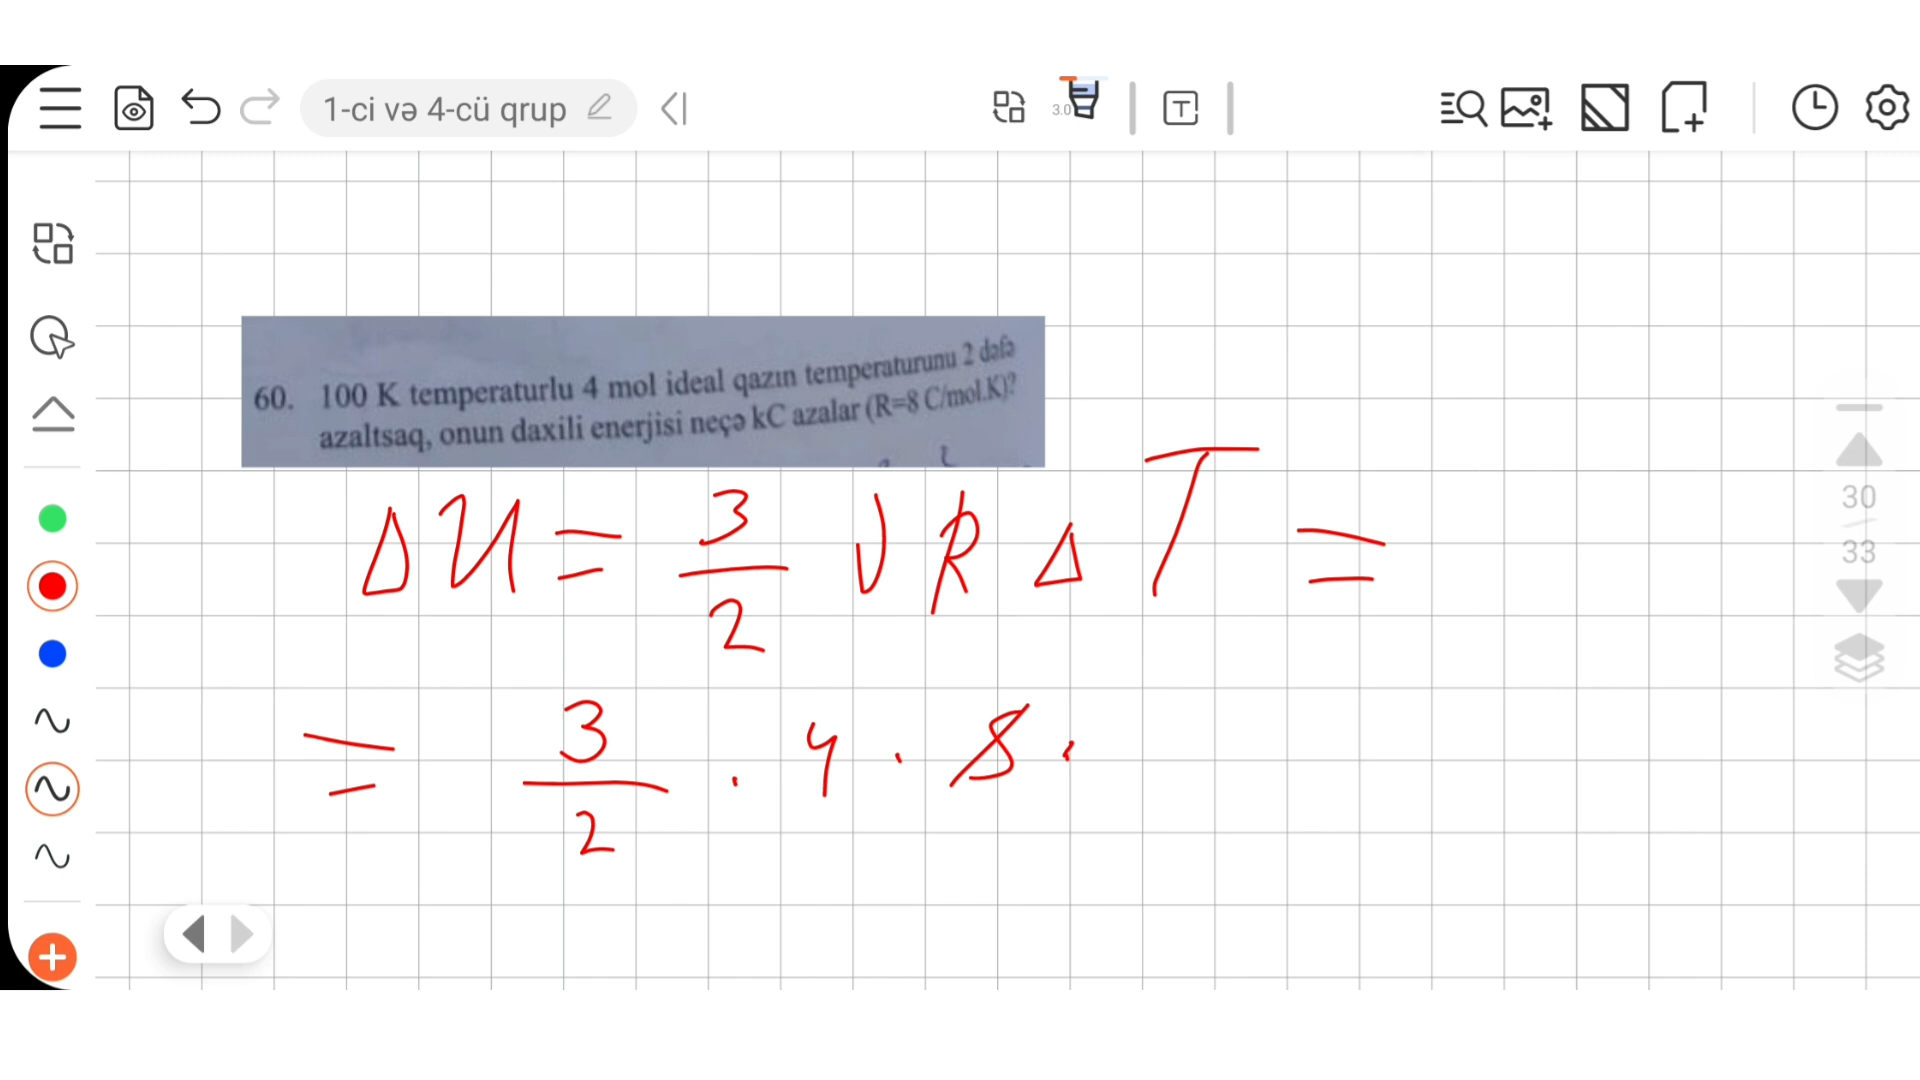 1-ci və 4-cü qrup
3.0
T
60. 100 K temperaturlu 4 mol ideal qazın temperaturunu 2 dəfə
azaltsaq, onun daxili enerjisi neçə kC azalar (R=8 C/mol.K)?
ΔU = 3/2 νRΔT =
= 3/2 · 4 · 8 ·
30
33